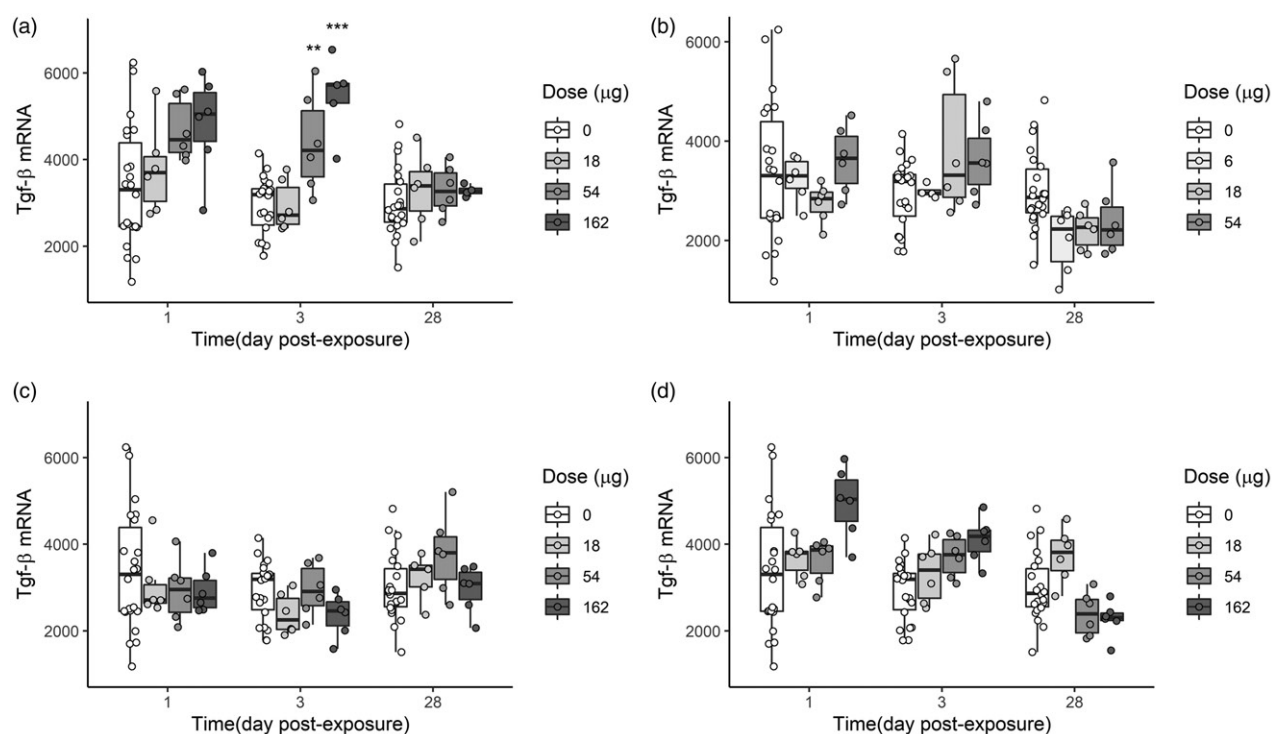 (a)
***
**
6000
4000
2000
Tgf-β mRNA
1 3 28
Time(day post-exposure)
Dose (μg)
0
18
54
162
(b)
6000
4000
2000
Tgf-β mRNA
1 3 28
Time(day post-exposure)
Dose (μg)
0
6
18
54
(c)
6000
4000
2000
Tgf-β mRNA
1 3 28
Time(day post-exposure)
Dose (μg)
0
18
54
162
(d)
6000
4000
2000
Tgf-β mRNA
1 3 28
Time(day post-exposure)
Dose (μg)
0
18
54
162